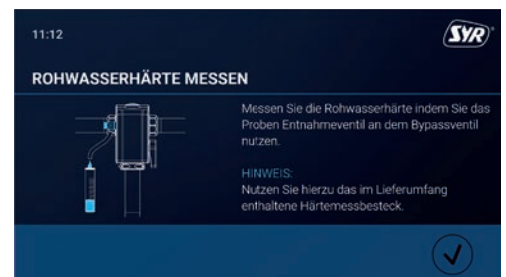 11:12
SYR
ROHWASSERHÄRTE MESSEN
Messen Sie die Rohwasserhärte indem Sie das
Proben Entnahmeventil an dem Bypassventil
nutzen.
HINWEIS:
Nutzen Sie hierzu das im Lieferumfang
enthaltene Härtemessbesteck.